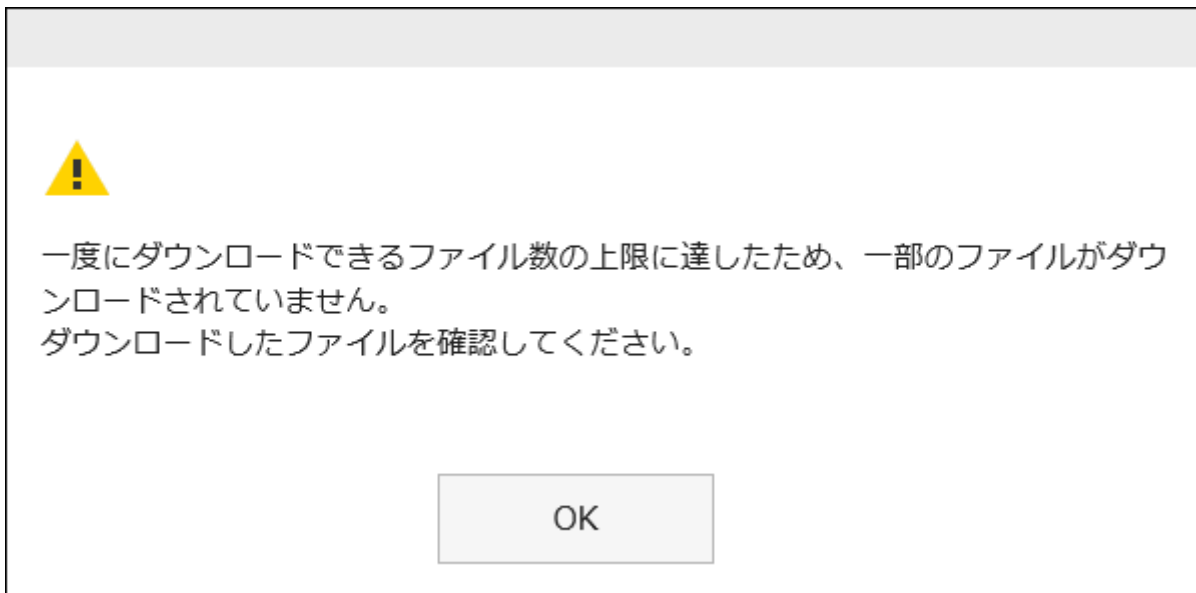 一度にダウンロードできるファイル数の上限に達したため、一部のファイルがダウ
ンロードされていません。
ダウンロードしたファイルを確認してください。
OK